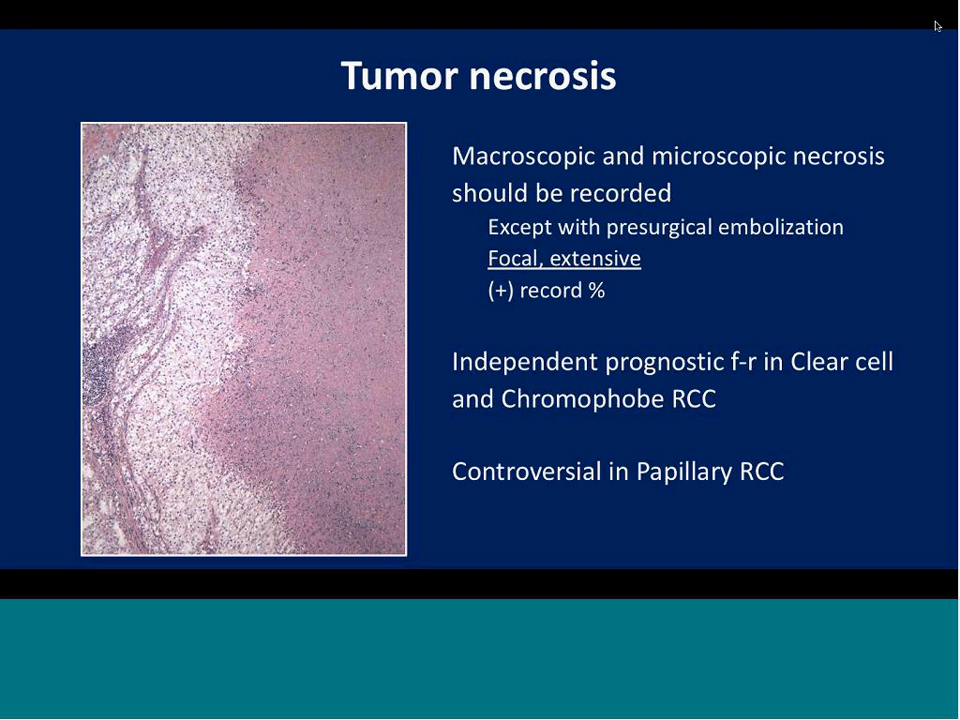 Tumor necrosis
Macroscopic and microscopic necrosis
should be recorded
Except with presurgical embolization
Focal, extensive
(+) record %
Independent prognostic f-r in Clear cell
and Chromophobe RCC
Controversial in Papillary RCC